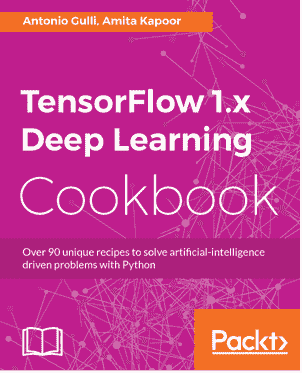 Antonio Gulli, Amita Kapoor
TensorFlow 1.x
Deep Learning
Cookbook
Over 90 unique recipes to solve artificial-intelligence
driven problems with Python
Packt>